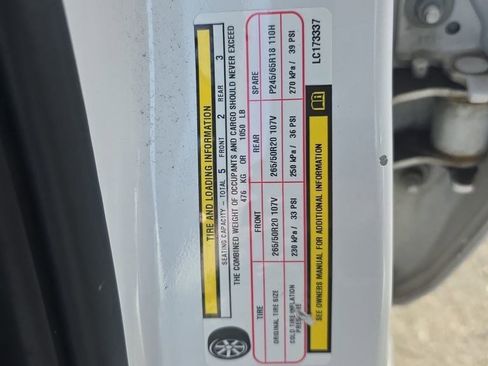 TIRE AND LOADING INFORMATION
SEATING CAPACITY - TOTAL 5 FRONT 2 REAR 3
THE COMBINED WEIGHT OF OCCUPANTS AND CARGO SHOULD NEVER EXCEED
476 KG OR 1050 LB
TIRE FRONT REAR SPARE
ORIGINAL TIRE SIZE 265/50R20 107V 265/50R20 107V P245/65R18 110H
COLD TIRE INFLATION PRESSURE 230 kPa / 33 PSI 250 kPa / 36 PSI 270 kPa / 39 PSI
SEE OWNERS MANUAL FOR ADDITIONAL INFORMATION
LC173337